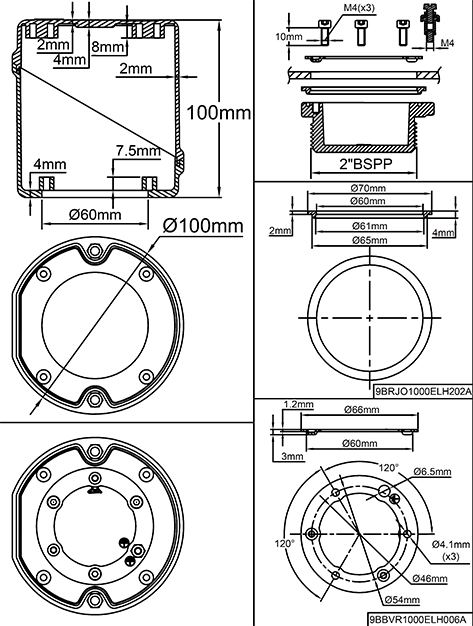 2mm
8mm
4mm
2mm
100mm
7.5mm
4mm
Ø60mm
Ø100mm
M4(x3)
10mm
M4
2"BSPP
Ø70mm
Ø60mm
2mm
Ø61mm
4mm
Ø65mm
9BRJO1000ELH202A
1.2mm
Ø66mm
3mm
Ø60mm
120°
Ø6.5mm
120°
Ø4.1mm
(x3)
Ø46mm
Ø54mm
9BBVR1000ELH006A